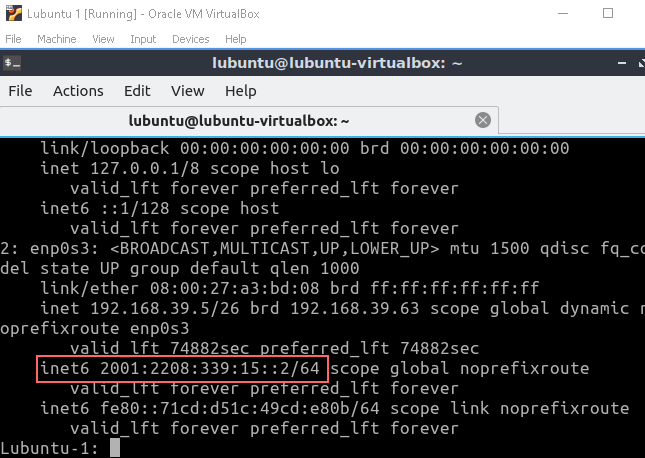 Lubuntu 1 [Running] - Oracle VM VirtualBox
File Machine View Input Devices Help
lubuntu@lubuntu-virtualbox: ~
File Actions Edit View Help
lubuntu@lubuntu-virtualbox: ~
link/loopback 00:00:00:00:00:00 brd 00:00:00:00:00:00
inet 127.0.0.1/8 scope host lo
valid_lft forever preferred_lft forever
inet6 ::1/128 scope host
valid_lft forever preferred_lft forever
2: enp0s3: <BROADCAST,MULTICAST,UP,LOWER_UP> mtu 1500 qdisc fq_co
del state UP group default qlen 1000
link/ether 08:00:27:a3:bd:08 brd ff:ff:ff:ff:ff:ff
inet 192.168.39.5/26 brd 192.168.39.63 scope global dynamic n
oprefixroute enp0s3
valid_lft 74882sec preferred_lft 74882sec
inet6 2001:2208:339:15::2/64 scope global noprefixroute
valid_lft forever preferred_lft forever
inet6 fe80::71cd:d51c:49cd:e80b/64 scope link noprefixroute
valid_lft forever preferred_lft forever
Lubuntu-1: